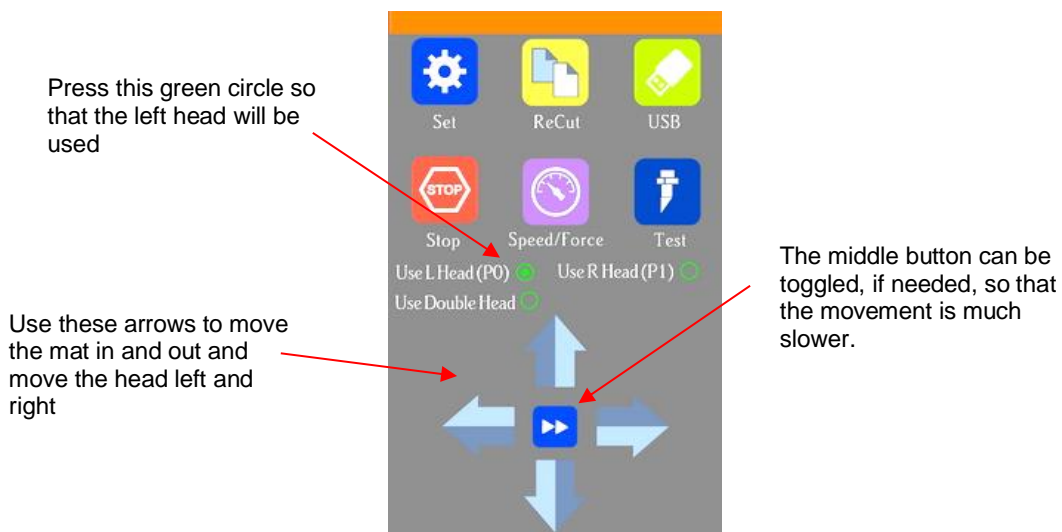 Press this green circle so
that the left head will be
used
Set ReCut USB
STOP
Stop Speed/Force Test
Use L Head (P0) Use R Head (P1)
Use Double Head
The middle button can be
toggled, if needed, so that
the movement is much
slower.
Use these arrows to move
the mat in and out and
move the head left and
right